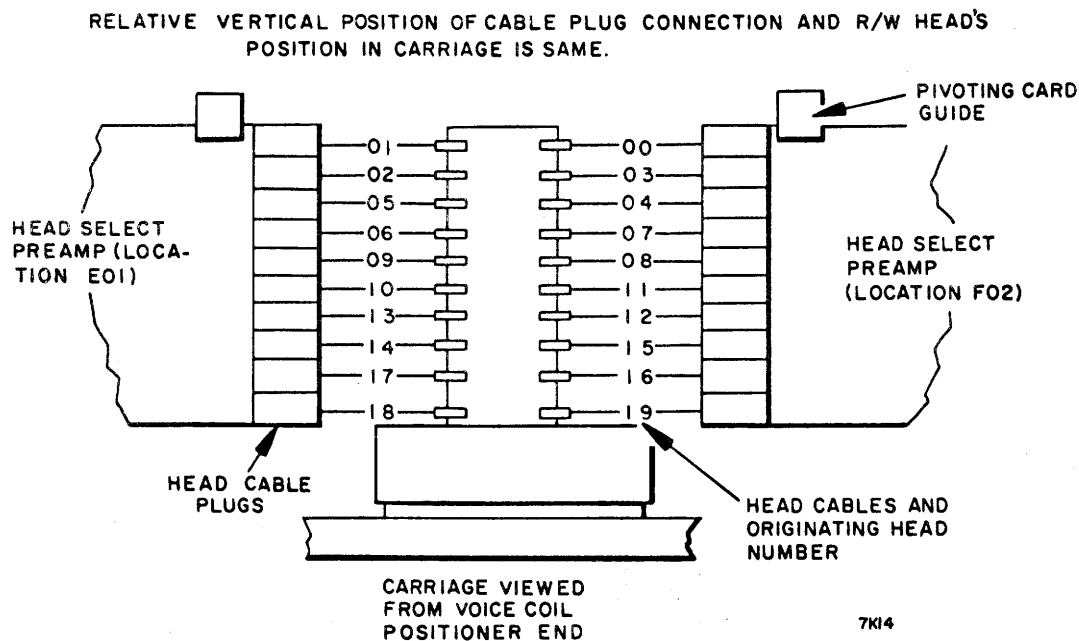 RELATIVE VERTICAL POSITION OF CABLE PLUG CONNECTION AND R/W HEAD'S
POSITION IN CARRIAGE IS SAME.
PIVOTING CARD
GUIDE
01 00
02 03
05 04
06 07
09 08
10 11
13 12
14 15
17 16
18 19
HEAD SELECT
PREAMP (LOCA-
TION E01)
HEAD SELECT
PREAMP
(LOCATION F02)
HEAD CABLE
PLUGS
HEAD CABLES AND
ORIGINATING HEAD
NUMBER
CARRIAGE VIEWED
FROM VOICE COIL
POSITIONER END
7K14